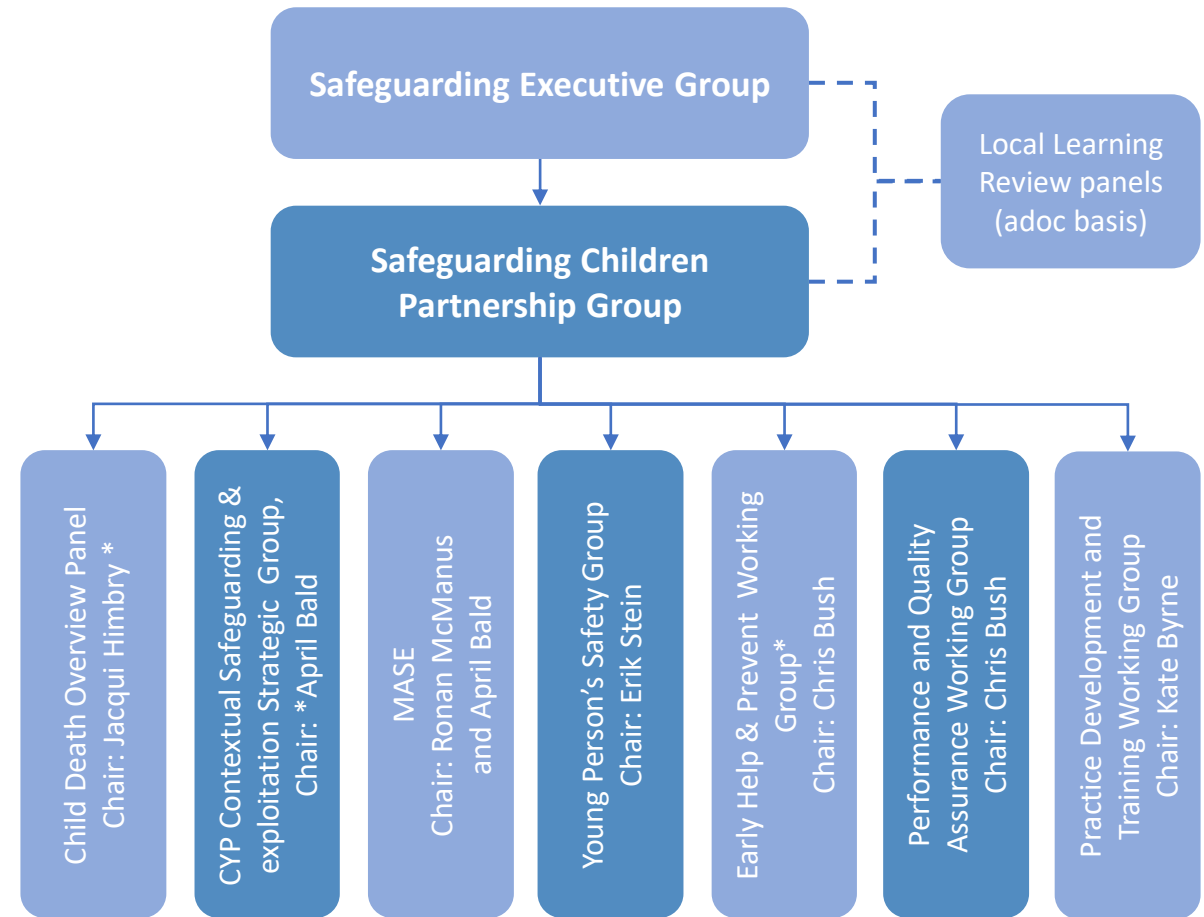 Safeguarding Executive Group
Local Learning
Review panels
(adoc basis)
Safeguarding Children
Partnership Group
Child Death Overview Panel
Chair: Jacqui Himbry *
CYP Contextual Safeguarding &
exploitation Strategic Group,
Chair: *April Bald
MASE
Chair: Ronan McManus
and April Bald
Young Person's Safety Group
Chair: Erik Stein
Early Help & Prevent Working
Group*
Chair: Chris Bush
Performance and Quality
Assurance Working Group
Chair: Chris Bush
Practice Development and
Training Working Group
Chair: Kate Byrne